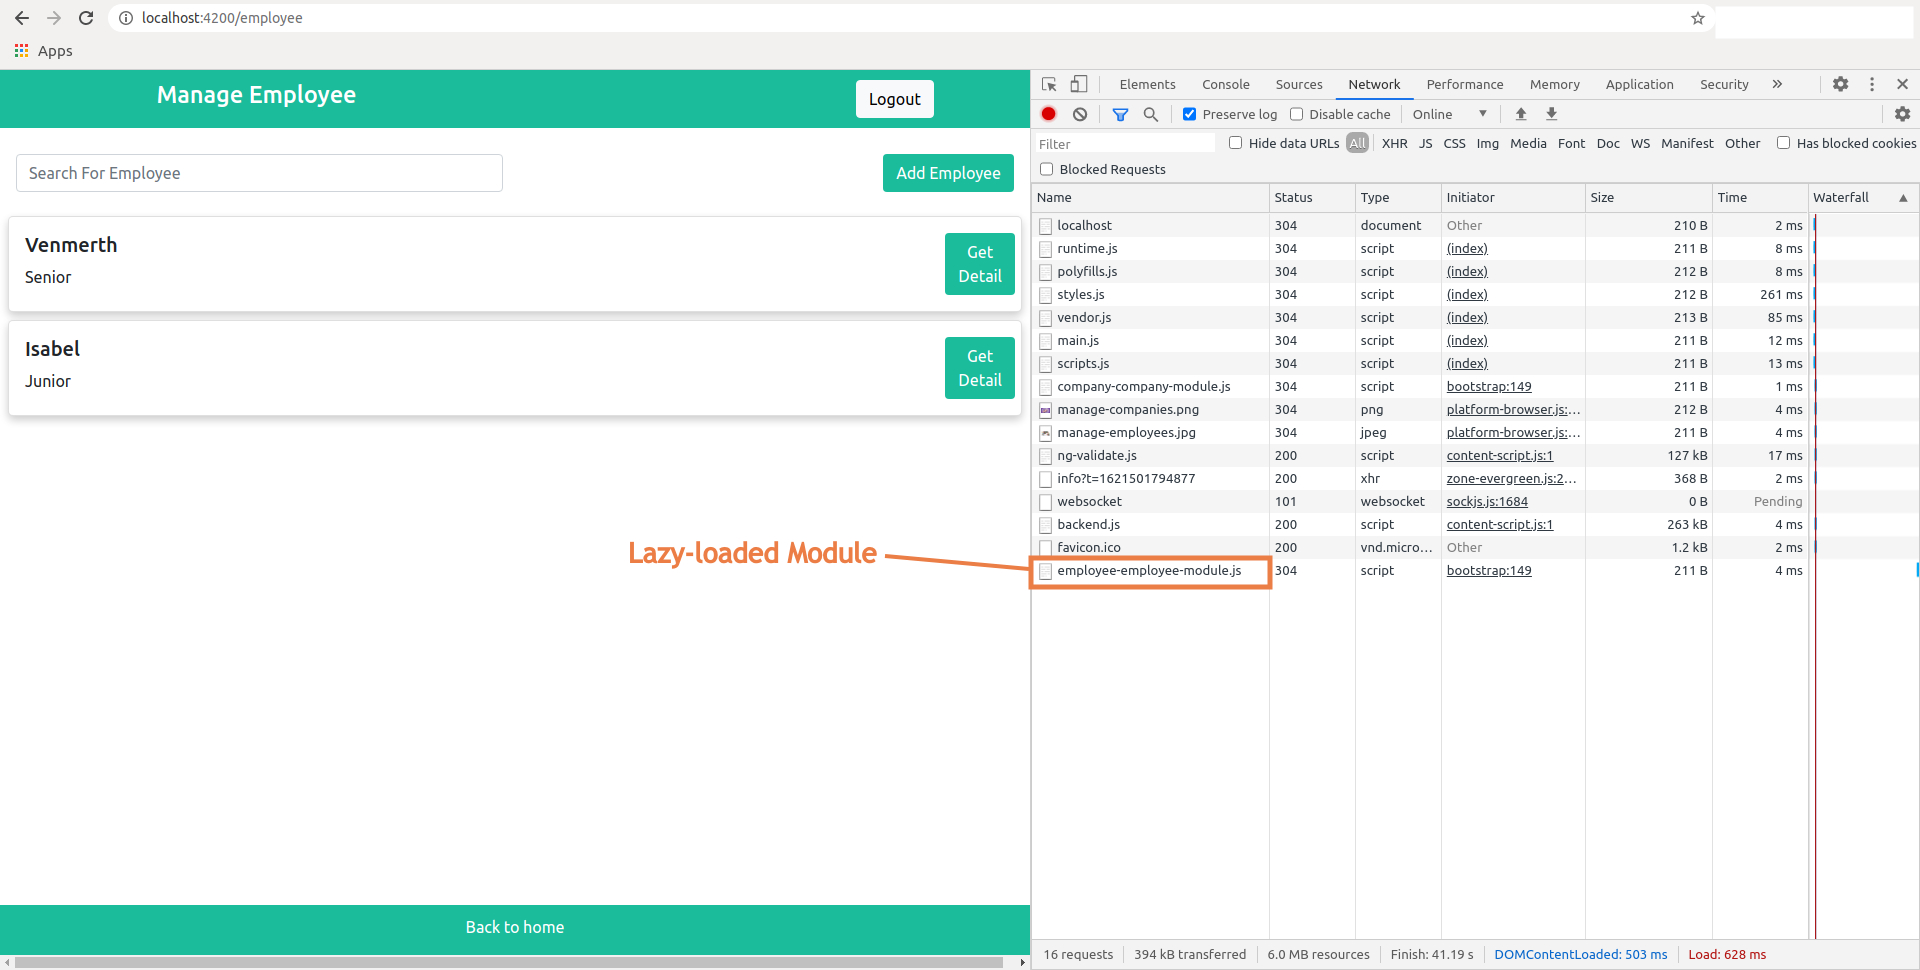 localhost:4200/employee
Apps
Manage Employee
Logout
Search For Employee
Add Employee
Venmerth
Senior
Get
Detail
Isabel
Junior
Get
Detail
Lazy-loaded Module
Back to home
Elements Console Sources Network Performance Memory Application Security »
Preserve log Disable cache Online
Filter Hide data URLs All XHR JS CSS Img Media Font Doc WS Manifest Other Has blocked cookies
Blocked Requests
Name Status Type Initiator Size Time Waterfall
localhost 304 document Other 210 B 2 ms
runtime.js 304 script (index) 211 B 8 ms
polyfills.js 304 script (index) 212 B 8 ms
styles.js 304 script (index) 212 B 261 ms
vendor.js 304 script (index) 213 B 85 ms
main.js 304 script (index) 211 B 12 ms
scripts.js 304 script (index) 211 B 13 ms
company-company-module.js 304 script bootstrap:149 211 B 1 ms
manage-companies.png 304 png platform-browser.js:... 212 B 4 ms
manage-employees.jpg 304 jpeg platform-browser.js:... 211 B 4 ms
ng-validate.js 200 script content-script.js:1 127 kB 17 ms
info?t=1621501794877 200 xhr zone-evergreen.js:2... 368 B 2 ms
websocket 101 websocket sockjs.js:1684 0 B Pending
backend.js 200 script content-script.js:1 263 kB 4 ms
favicon.ico 200 vnd.micro... Other 1.2 kB 2 ms
employee-employee-module.js 304 script bootstrap:149 211 B 4 ms
16 requests 394 kB transferred 6.0 MB resources Finish: 41.19 s DOMContentLoaded: 503 ms Load: 628 ms